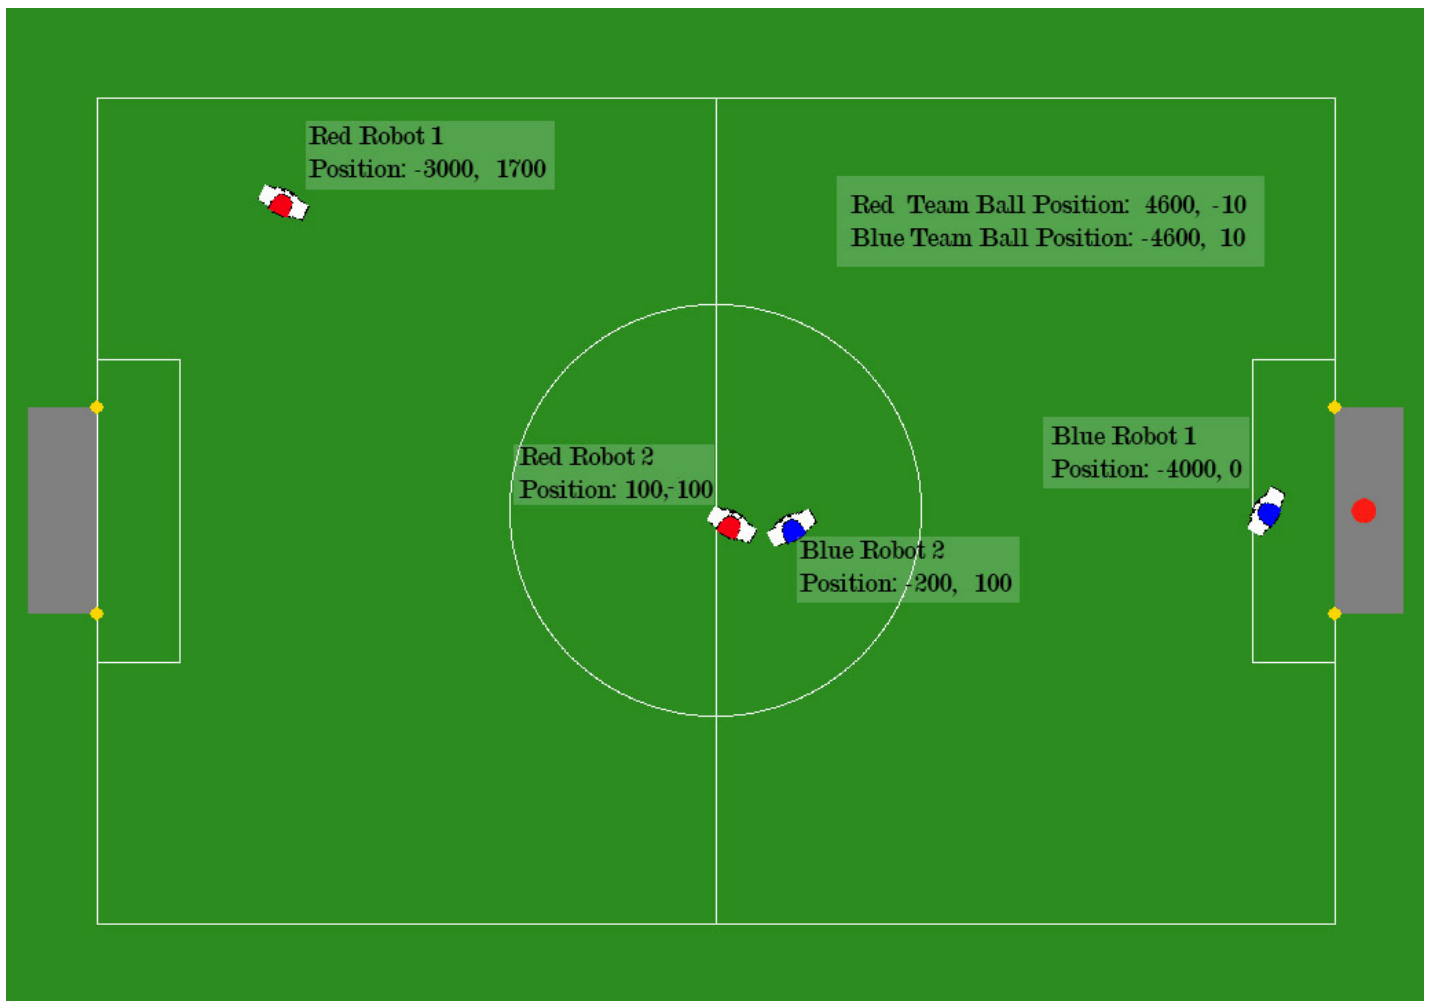 Red Robot 1
Position: -3000, 1700
Red Team Ball Position: 4600, -10
Blue Team Ball Position: -4600, 10
Blue Robot 1
Position: -4000, 0
Red Robot 2
Position: 100,-100
Blue Robot 2
Position: -200, 100